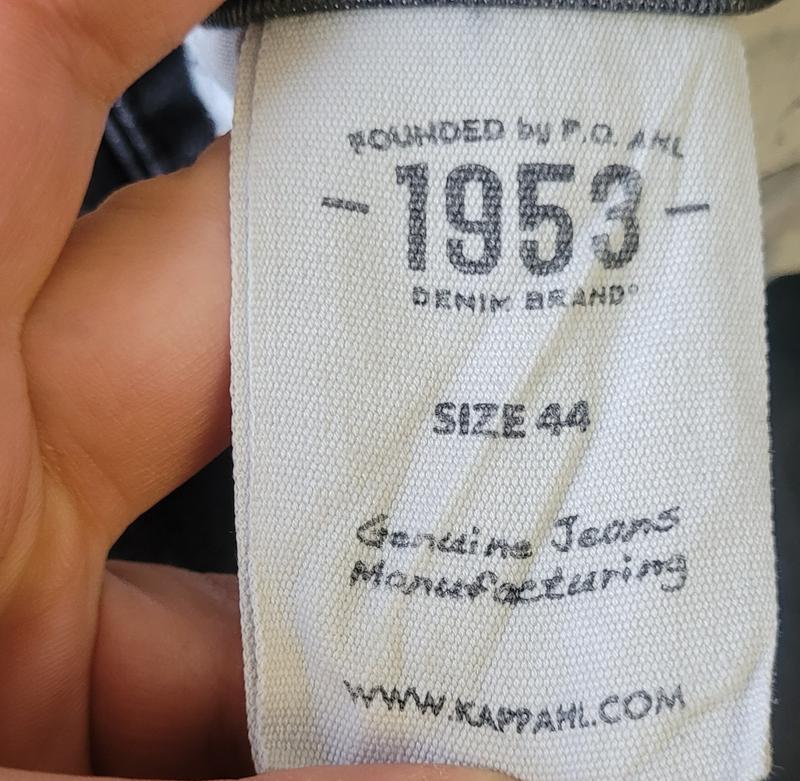 FOUNDED by P.O. AHL
- 1953 -
DENIM BRAND®
SIZE 44
Genuine Jeans
Manufacturing
WWW.KAPPAHL.COM